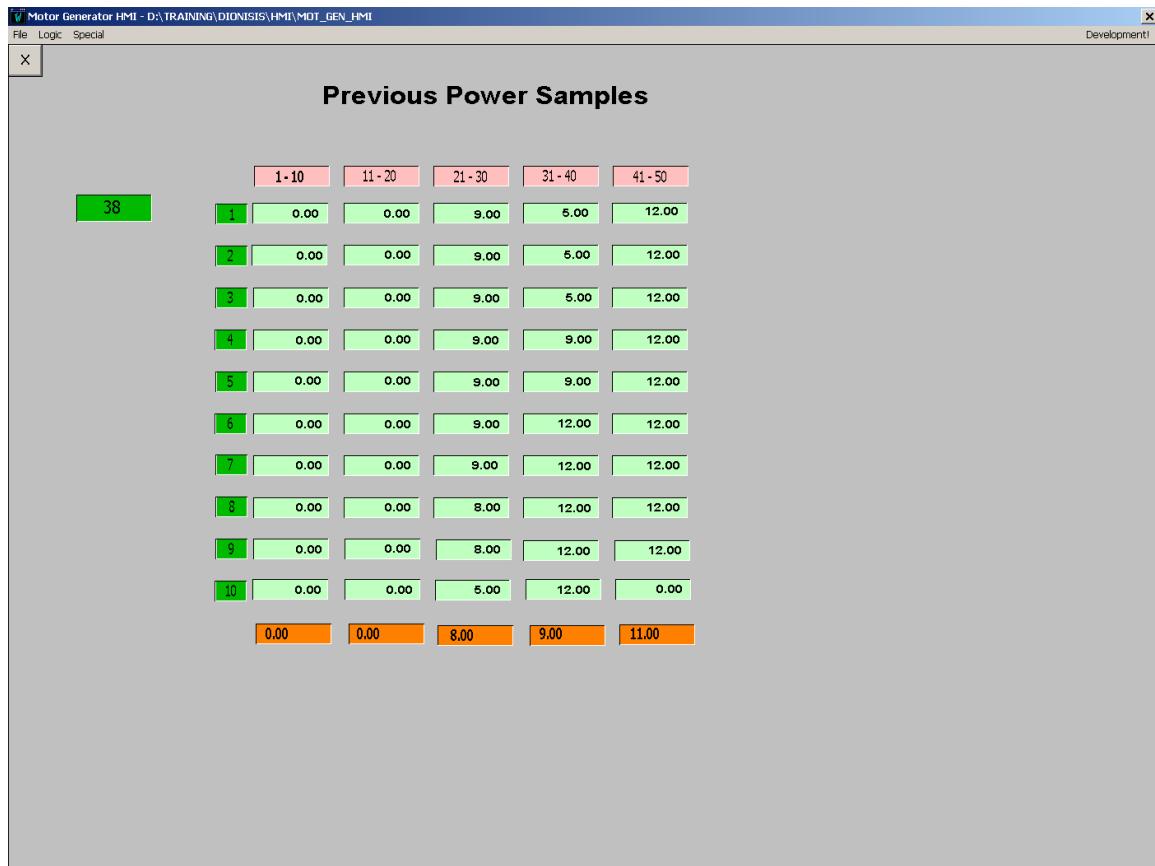 Motor Generator HMI - D:\TRAINING\DIONISIS\HMI\MOT_GEN_HMI
File Logic Special Development!
X
Previous Power Samples
1 - 10 11 - 20 21 - 30 31 - 40 41 - 50
38
1 0.00 0.00 9.00 5.00 12.00
2 0.00 0.00 9.00 5.00 12.00
3 0.00 0.00 9.00 5.00 12.00
4 0.00 0.00 9.00 9.00 12.00
5 0.00 0.00 9.00 9.00 12.00
6 0.00 0.00 9.00 12.00 12.00
7 0.00 0.00 9.00 12.00 12.00
8 0.00 0.00 8.00 12.00 12.00
9 0.00 0.00 8.00 12.00 12.00
10 0.00 0.00 5.00 12.00 0.00
0.00 0.00 8.00 9.00 11.00